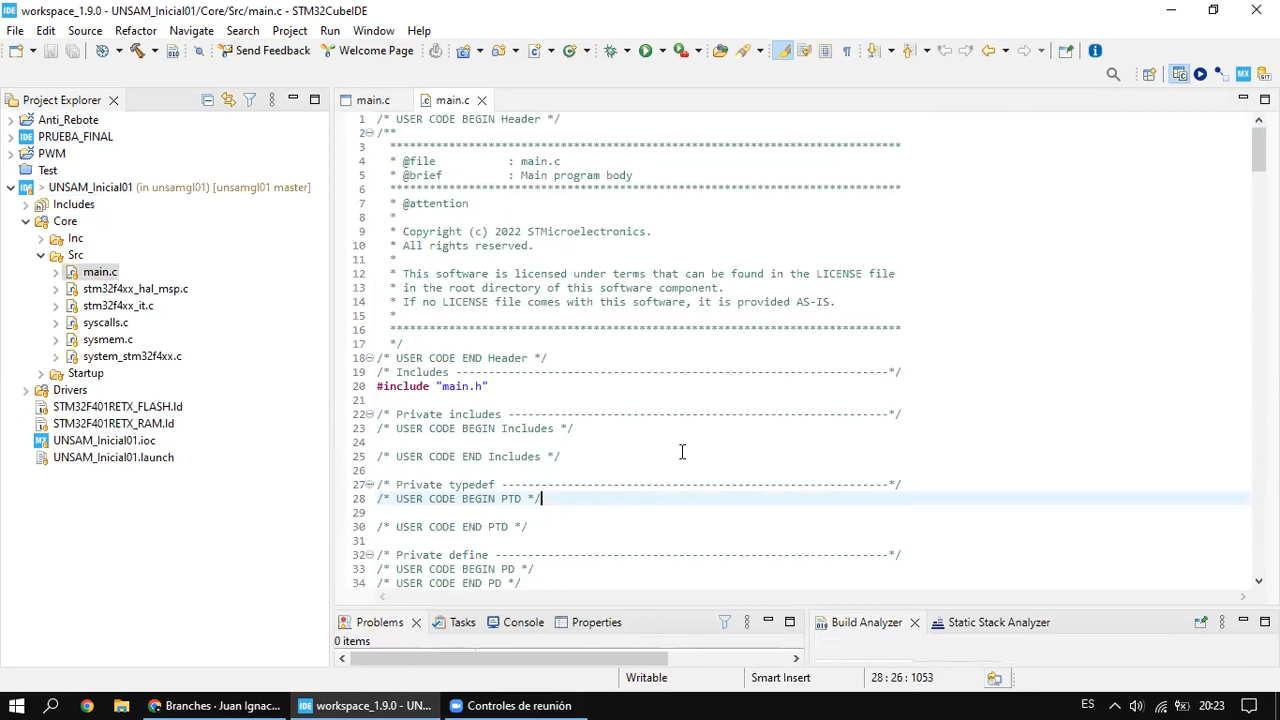 workspace_1.9.0 - UNSAM_Inicial01/Core/Src/main.c - STM32CubeIDE
File Edit Source Refactor Navigate Search Project Run Help
Send Feedback Welcome Page
Project Explorer
Anti_Rebote
PRUEBA_FINAL
PWM
Test
> UNSAM_Inicial01 (in unsamgl01) [unsamgl01 master]
Includes
Core
Inc
Src
main.c
stm32f4xx_hal_msp.c
stm32f4xx_it.c
syscalls.c
sysmem.c
system_stm32f4xx.c
Startup
Drivers
STM32F401RETX_FLASH.ld
STM32F401RETX_RAM.ld
UNSAM_Inicial01.ioc
UNSAM_Inicial01.launch
main.c main.c
1 /* USER CODE BEGIN Header */
2 /**
3 ******************************************************************************
4 * @file : main.c
5 * @brief : Main program body
6 ******************************************************************************
7 * @attention
8 *
9 * Copyright (c) 2022 STMicroelectronics.
10 * All rights reserved.
11 *
12 * This software is licensed under terms that can be found in the LICENSE file
13 * in the root directory of this software component.
14 * If no LICENSE file comes with this software, it is provided AS-IS.
15 *
16 ******************************************************************************
17 */
18 /* USER CODE END Header */
19 /* Includes ------------------------------------------------------------------*/
20 #include "main.h"
21
22 /* Private includes ----------------------------------------------------------*/
23 /* USER CODE BEGIN Includes */
24
25 /* USER CODE END Includes */
26
27 /* Private typedef -----------------------------------------------------------*/
28 /* USER CODE BEGIN PTD */
29
30 /* USER CODE END PTD */
31
32 /* Private define ------------------------------------------------------------*/
33 /* USER CODE BEGIN PD */
34 /* USER CODE END PD */
Problems Tasks Console Properties
0 items
Build Analyzer Static Stack Analyzer
Writable Smart Insert 28 : 26 : 1053
Branches · Juan Ignac... workspace_1.9.0 - UN... Controles de reunión ES 20:23